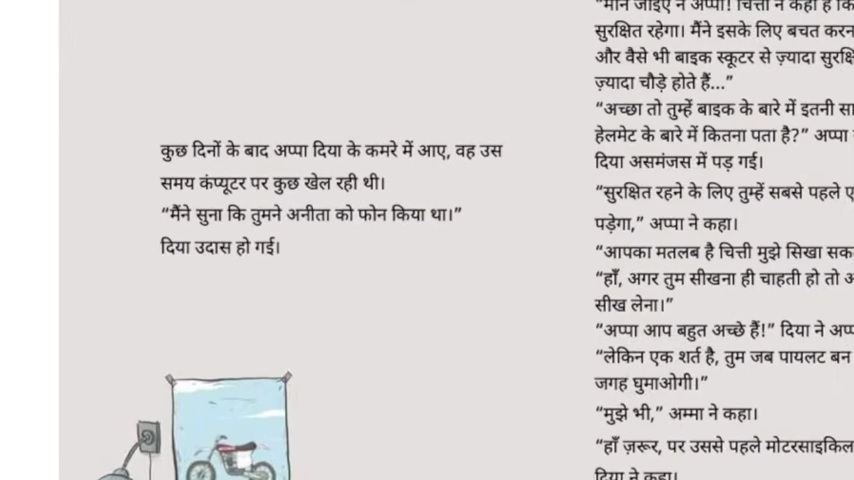 कुछ दिनों के बाद अप्पा दिया के कमरे में आए, वह उस
समय कंप्यूटर पर कुछ खेल रही थी।
“मैंने सुना कि तुमने अनीता को फोन किया था।”
दिया उदास हो गई।
“मान जाइए न अप्पा! चित्ती ने कहा है कि
सुरक्षित रहेगा। मैंने इसके लिए बचत
और वैसे भी बाइक स्कूटर से ज़्यादा
ज़्यादा चौड़े होते हैं...”
“अच्छा तो तुम्हें बाइक के बारे में इतनी
हेलमेट के बारे में कितना पता है?” अप्पा
दिया असमंजस में पड़ गई।
“सुरक्षित रहने के लिए तुम्हें सबसे पहले
पड़ेगा,” अप्पा ने कहा।
“आपका मतलब है चित्ती मुझे सिखा
“हाँ, अगर तुम सीखना ही चाहती हो तो
सीख लेना।”
“अप्पा आप बहुत अच्छे हैं!” दिया ने
“लेकिन एक शर्त है, तुम जब पायलट बन
जगह घुमाओगी।”
“मुझे भी,” अम्मा ने कहा।
“हाँ ज़रूर, पर उससे पहले मोटरसाइकिल
दिया ने कहा।